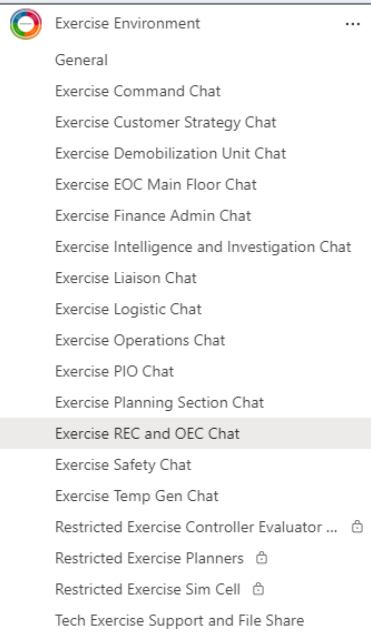 Exercise Environment ...
General
Exercise Command Chat
Exercise Customer Strategy Chat
Exercise Demobilization Unit Chat
Exercise EOC Main Floor Chat
Exercise Finance Admin Chat
Exercise Intelligence and Investigation Chat
Exercise Liaison Chat
Exercise Logistic Chat
Exercise Operations Chat
Exercise PIO Chat
Exercise Planning Section Chat
Exercise REC and OEC Chat
Exercise Safety Chat
Exercise Temp Gen Chat
Restricted Exercise Controller Evaluator ...
Restricted Exercise Planners
Restricted Exercise Sim Cell
Tech Exercise Support and File Share